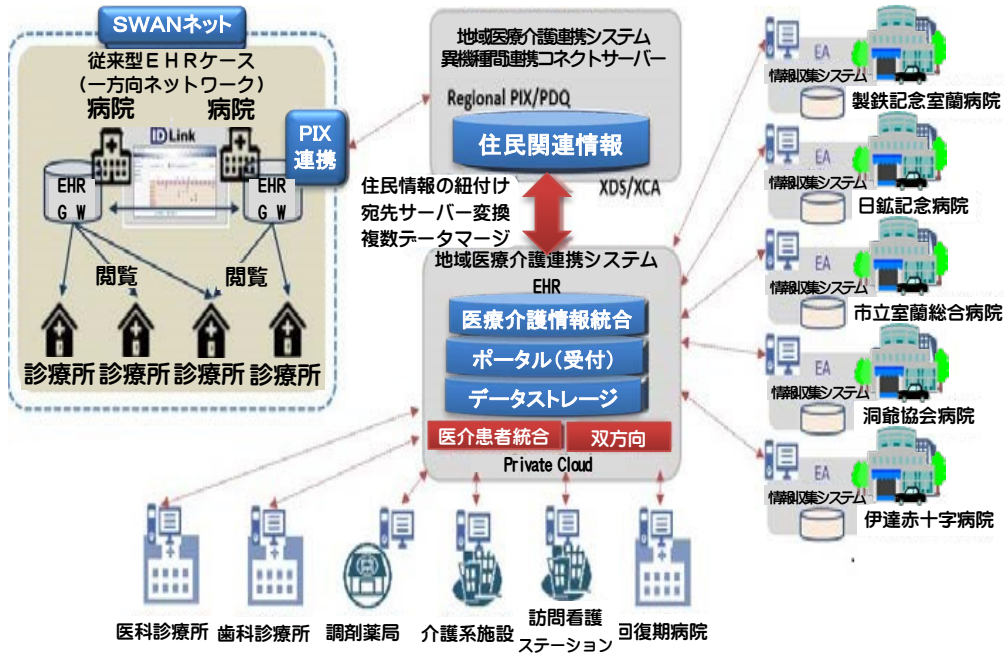 SWANネット
従来型EHRケース
(一方向ネットワーク)
病院
病院
IDLink
PIX
連携
EHR
GW
EHR
GW
閲覧
閲覧
診療所
診療所
診療所
診療所
地域医療介護連携システム
異機種間連携コネクトサーバー
Regional PIX/PDQ
住民関連情報
XDS/XCA
住民情報の紐付け
宛先サーバー変換
複数データマージ
地域医療介護連携システム
EHR
医療介護情報統合
ポータル(受付)
データストレージ
医介患者統合
双方向
Private Cloud
EA
情報収集システム
製鉄記念室蘭病院
EA
情報収集システム
日鉱記念病院
EA
情報収集システム
市立室蘭総合病院
EA
情報収集システム
洞爺協会病院
EA
情報収集システム
伊達赤十字病院
医科診療所
歯科診療所
調剤薬局
介護系施設
訪問看護
ステーション
回復期病院